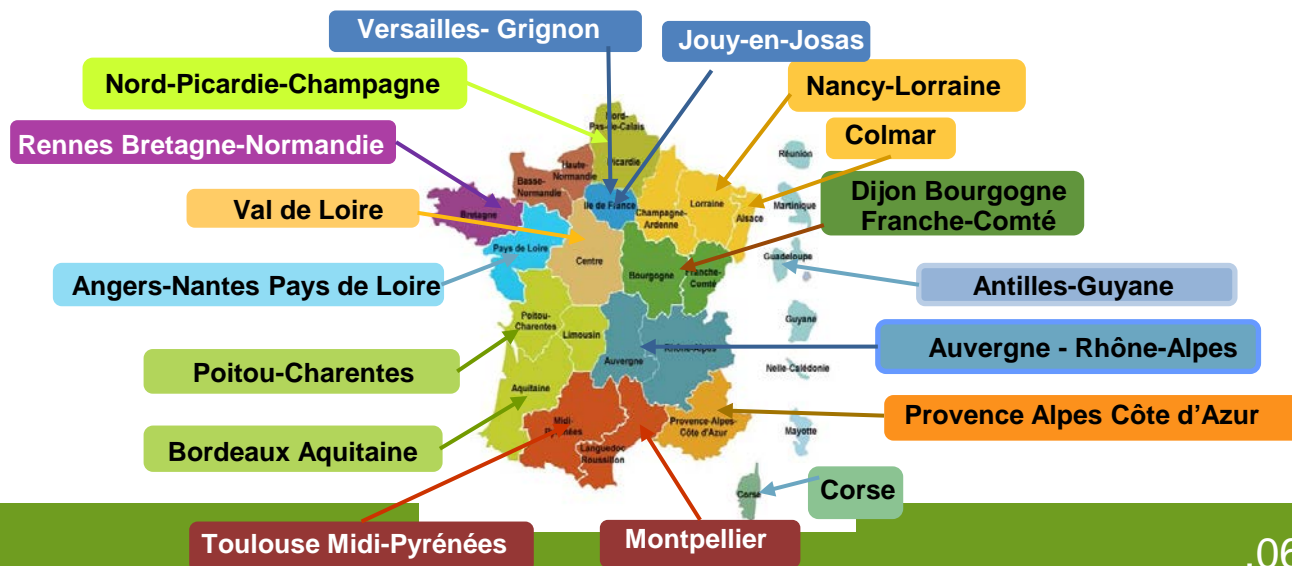 Versailles- Grignon
Jouy-en-Josas
Nord-Picardie-Champagne
Nancy-Lorraine
Rennes Bretagne-Normandie
Colmar
Val de Loire
Dijon Bourgogne
Franche-Comté
Angers-Nantes Pays de Loire
Antilles-Guyane
Auvergne - Rhône-Alpes
Poitou-Charentes
Provence Alpes Côte d’Azur
Bordeaux Aquitaine
Corse
Toulouse Midi-Pyrénées
Montpellier
Nord-
Pas-de-Calais
Picardie
Haute-
Normandie
Basse-
Normandie
Bretagne
Ile de France
Champagne-
Ardenne
Lorraine
Alsace
Pays de Loire
Centre
Bourgogne
Franche-
Comté
Poitou-
Charentes
Limousin
Auvergne
Rhône-Alpes
Aquitaine
Midi-
Pyrénées
Languedoc-
Roussillon
Provence-Alpes-
Côte d'Azur
Corse
Réunion
Martinique
Guadeloupe
Guyane
Nelle-Calédonie
Mayotte
.06